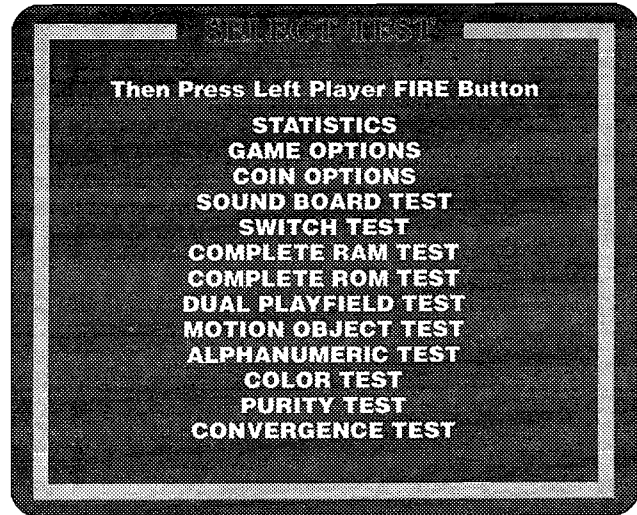 SELECT TEST
Then Press Left Player FIRE Button
STATISTICS
GAME OPTIONS
COIN OPTIONS
SOUND BOARD TEST
SWITCH TEST
COMPLETE RAM TEST
COMPLETE ROM TEST
DUAL PLAYFIELD TEST
MOTION OBJECT TEST
ALPHANUMERIC TEST
COLOR TEST
PURITY TEST
CONVERGENCE TEST